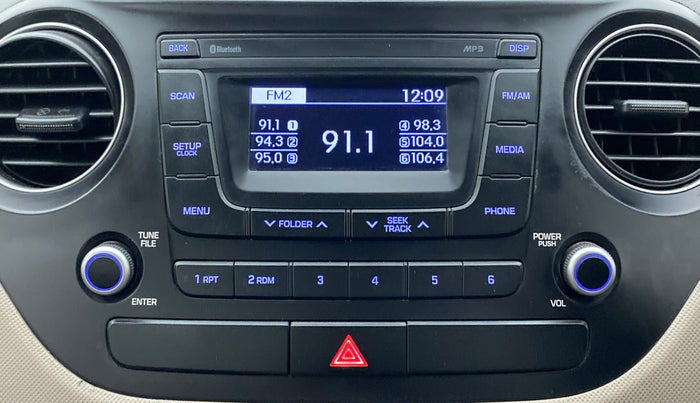 BACK Bluetooth MP3 DISP
SCAN FM2 12:09 FM/AM
91,1 1 4 98,3
SETUP CLOCK 94,3 2 91.1 5 104,0 MEDIA
95,0 3 6 106,4
MENU FOLDER SEEK TRACK PHONE
TUNE FILE POWER PUSH
1 RPT 2 RDM 3 4 5 6
ENTER VOL